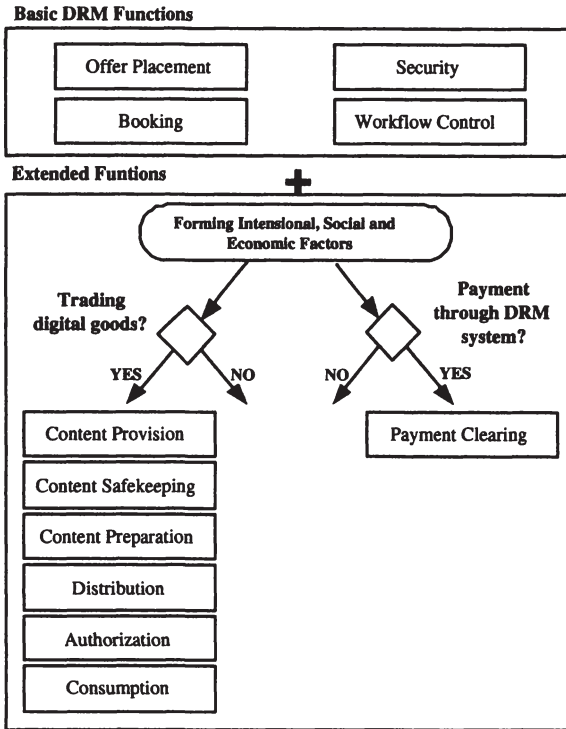 Basic DRM Functions
Offer Placement
Security
Booking
Workflow Control
Extended Funtions
+
Forming Intensional, Social and
Economic Factors
Trading
digital goods?
Payment
through DRM
system?
YES
NO
NO
YES
Content Provision
Payment Clearing
Content Safekeeping
Content Preparation
Distribution
Authorization
Consumption